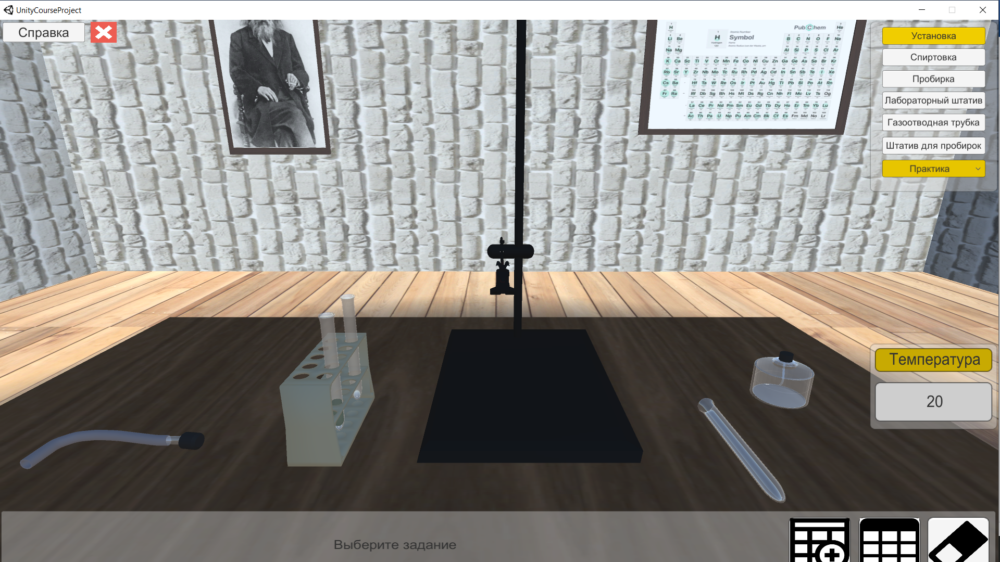 UnityCourseProject
Справка
PubChem
1
H
Atomic Number
Symbol
H He
Li Be B C N O F Ne
Na Mg Al Si P S Cl Ar
K Ca Sc Ti V Cr Mn Fe Co Ni Cu Zn Ga Ge As Se Br Kr
Rb Sr Y Zr Nb Mo Tc Ru Rh Pd Ag Cd In Sn Sb Te I Xe
Cs Ba Hf Ta W Re Os Ir Pt Au Hg Tl Pb Bi Po At Rn
Fr Ra Rf Db Sg Bh Hs Mt Ds Rg Cn Nh Fl Mc Lv Ts Og
La Ce Pr Nd Pm Sm Eu Gd Tb Dy Ho Er Tm Yb Lu
Ac Th Pa U Np Pu Am Cm Bk Cf Es Fm Md No Lr
Установка
Спиртовка
Пробирка
Лабораторный штатив
Газоотводная трубка
Штатив для пробирок
Практика
Температура
20
Выберите задание